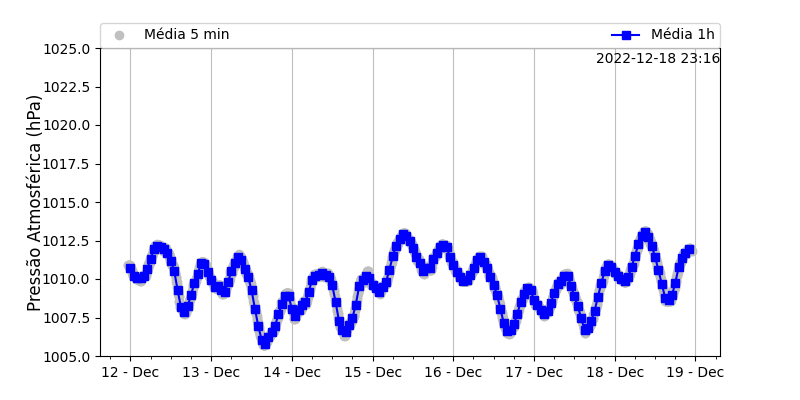 Média 5 min
Média 1h
2022-12-18 23:16
Pressão Atmosférica (hPa)
1025.0
1022.5
1020.0
1017.5
1015.0
1012.5
1010.0
1007.5
1005.0
12 - Dec
13 - Dec
14 - Dec
15 - Dec
16 - Dec
17 - Dec
18 - Dec
19 - Dec